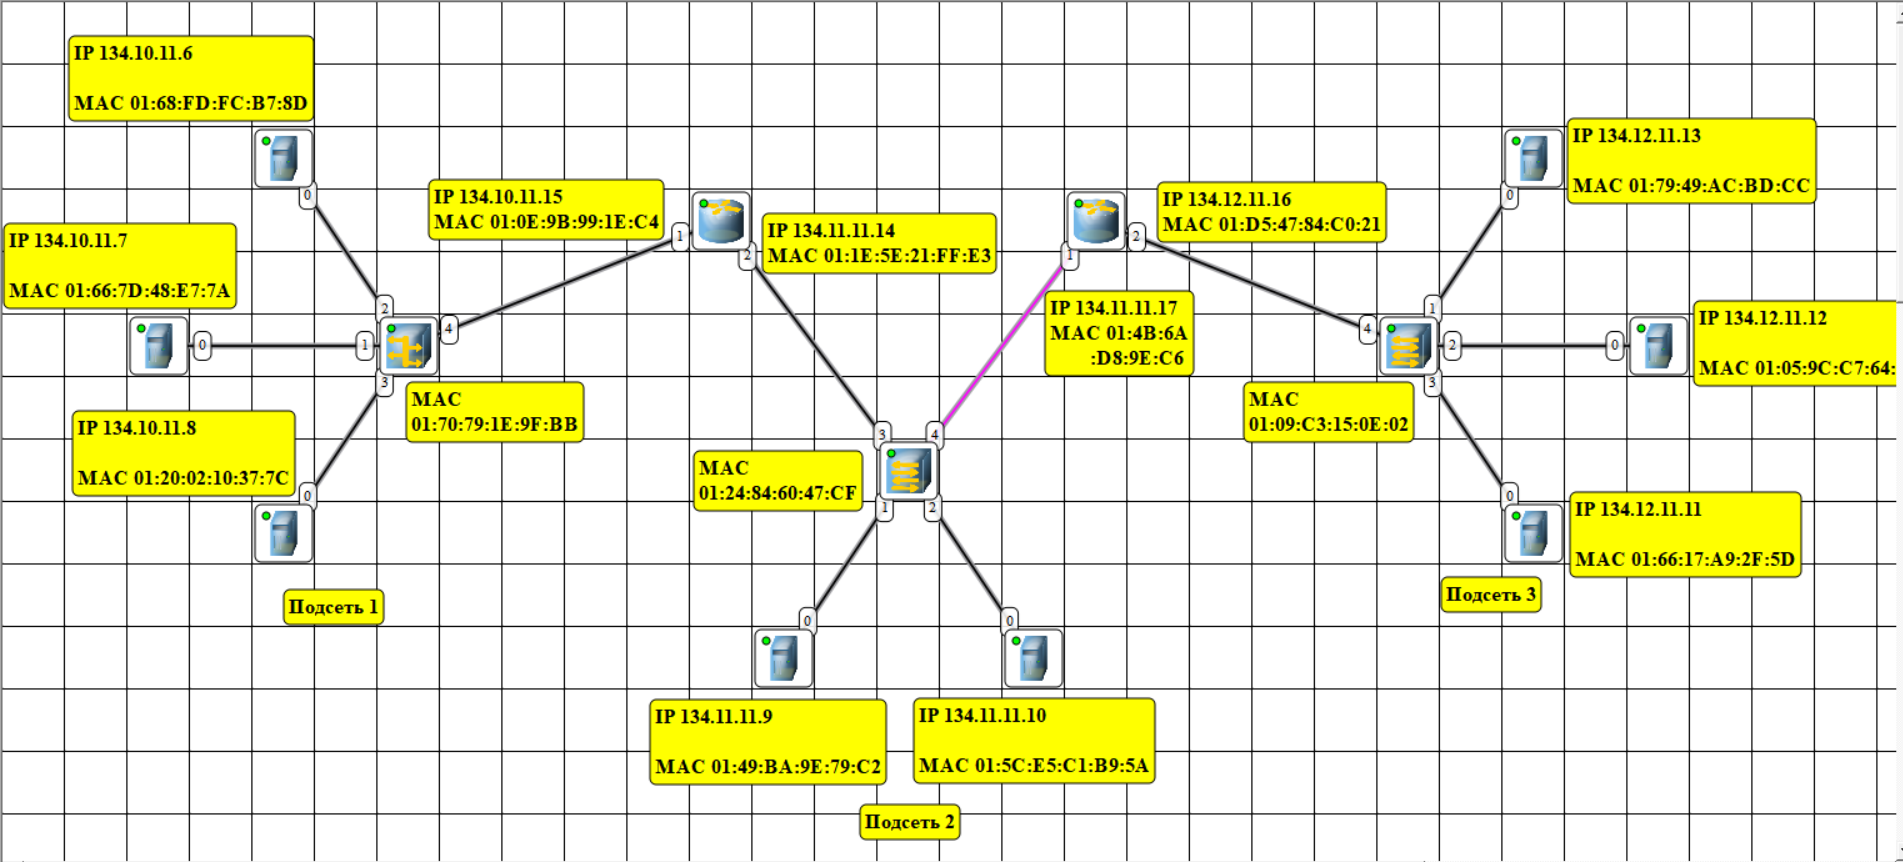 IP 134.10.11.6
MAC 01:68:FD:FC:B7:8D
0
IP 134.10.11.7
MAC 01:66:7D:48:E7:7A
0
1
2
3
4
IP 134.10.11.8
MAC 01:20:02:10:37:7C
0
MAC
01:70:79:1E:9F:BB
Подсеть 1
IP 134.10.11.15
MAC 01:0E:9B:99:1E:C4
1
2
IP 134.11.11.14
MAC 01:1E:5E:21:FF:E3
IP 134.12.11.16
MAC 01:D5:47:84:C0:21
2
1
IP 134.11.11.17
MAC 01:4B:6A
:D8:9E:C6
3
4
MAC
01:24:84:60:47:CF
1
2
0
0
IP 134.11.11.9
MAC 01:49:BA:9E:79:C2
IP 134.11.11.10
MAC 01:5C:E5:C1:B9:5A
Подсеть 2
IP 134.12.11.13
MAC 01:79:49:AC:BD:CC
0
1
4
2
0
3
IP 134.12.11.12
MAC 01:05:9C:C7:64:
MAC
01:09:C3:15:0E:02
0
IP 134.12.11.11
MAC 01:66:17:A9:2F:5D
Подсеть 3